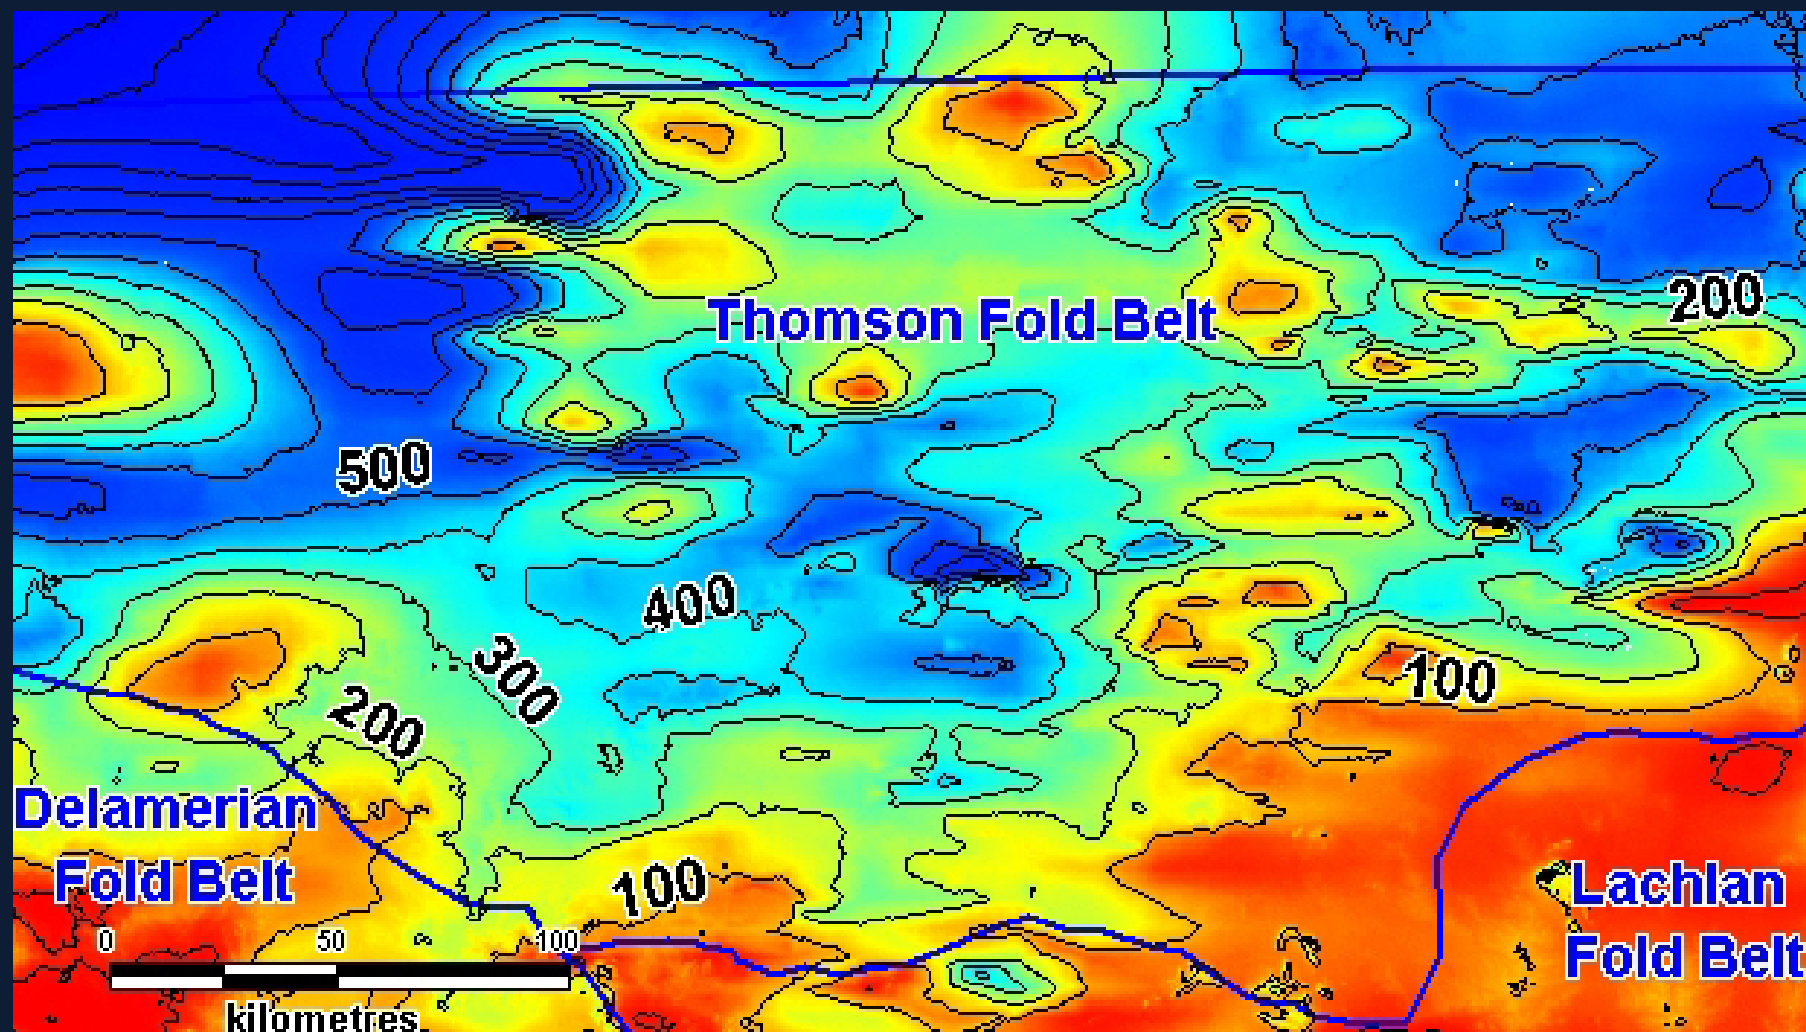 Thomson Fold Belt
200
500
400
300
100
200
Delamerian
Fold Belt
100
Lachlan
Fold Belt
0 50 100
kilometres